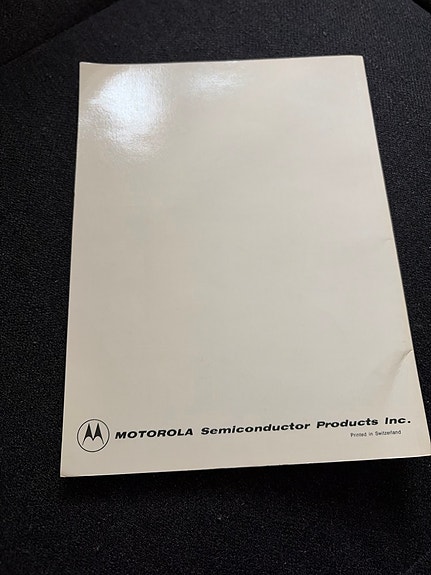 MOTOROLA Semiconductor Products Inc.
Printed in Switzerland